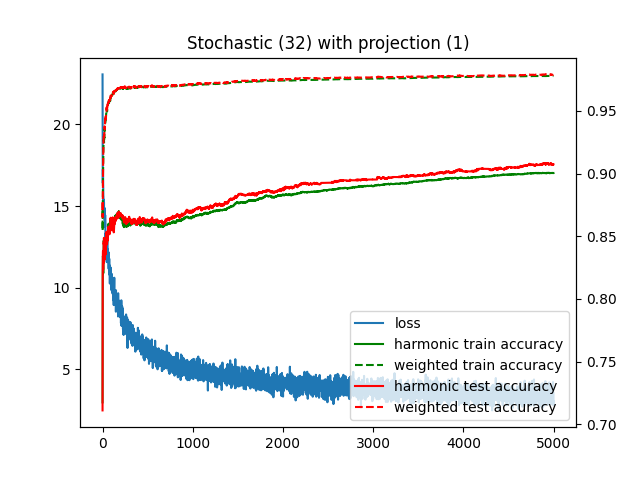 Stochastic (32) with projection (1)
20
15
10
5
0.95
0.90
0.85
0.80
0.75
0.70
loss
harmonic train accuracy
weighted train accuracy
harmonic test accuracy
weighted test accuracy
0 1000 2000 3000 4000 5000